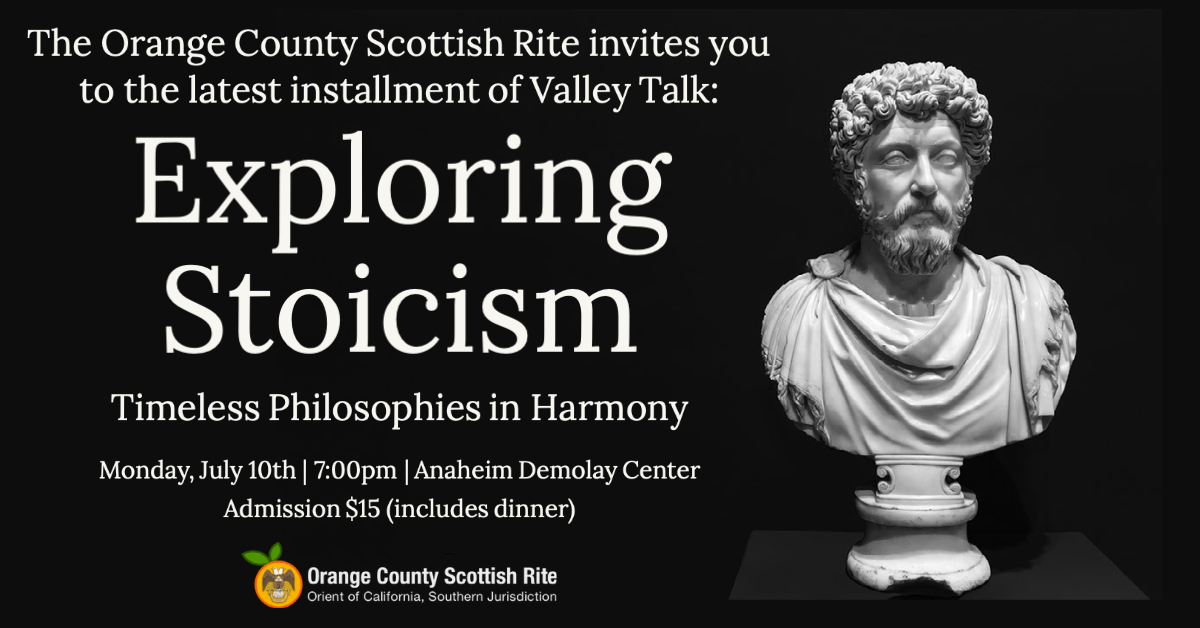 The Orange County Scottish Rite invites you
to the latest installment of Valley Talk:
Exploring
Stoicism
Timeless Philosophies in Harmony
Monday, July 10th | 7:00pm | Anaheim Demolay Center
Admission $15 (includes dinner)
Orange County Scottish Rite
Orient of California, Southern Jurisdiction